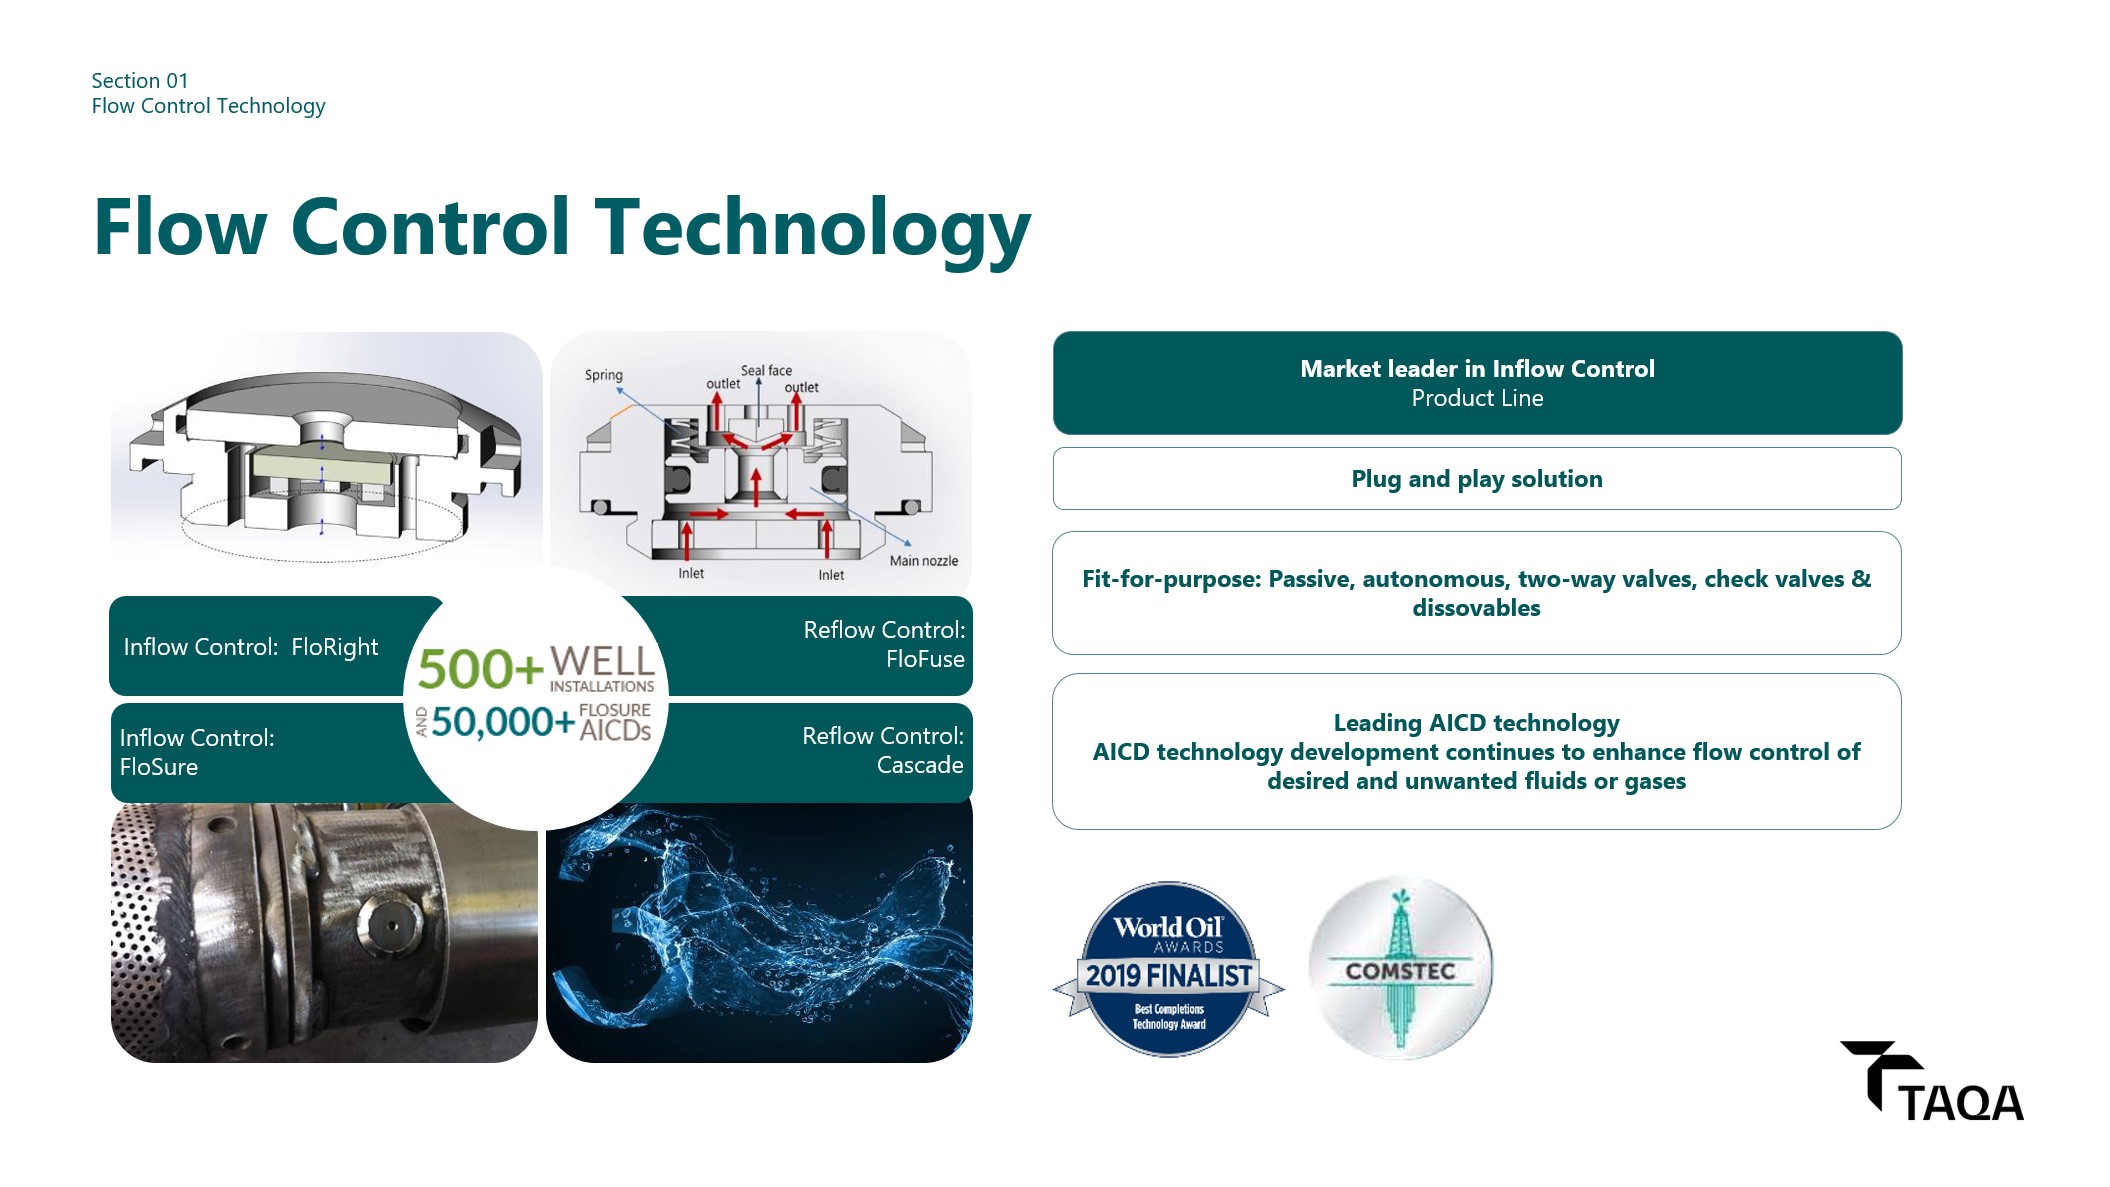 Section 01
Flow Control Technology
Flow Control Technology
Spring
Seal face
outlet
outlet
Inlet
Inlet
Main nozzle
Inflow Control:  FloRight
Reflow Control:
FloFuse
500+ WELL
INSTALLATIONS
AND 50,000+ FLOSURE
AICDs
Inflow Control:
FloSure
Reflow Control:
Cascade
Market leader in Inflow Control
Product Line
Plug and play solution
Fit-for-purpose: Passive, autonomous, two-way valves, check valves &
dissovables
Leading AICD technology
AICD technology development continues to enhance flow control of
desired and unwanted fluids or gases
World Oil
AWARDS
2019 FINALIST
Best Completions
Technology Award
COMSTEC
TAQA